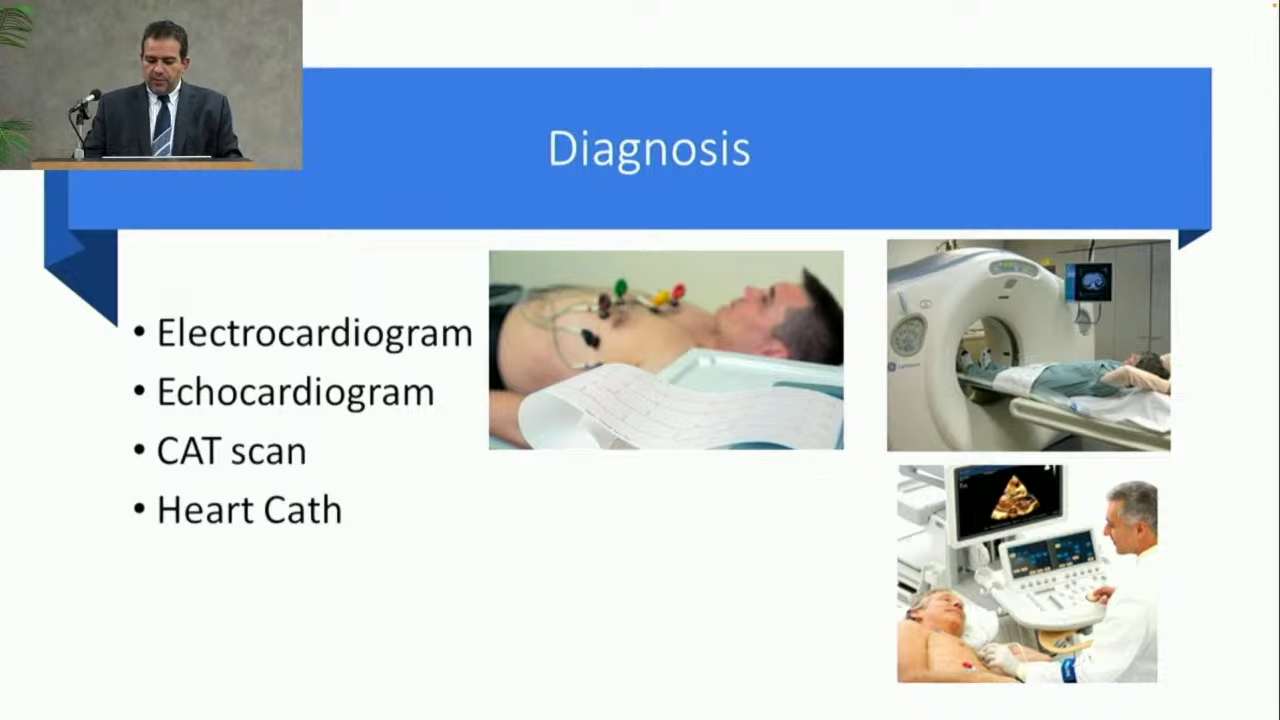 Diagnosis
• Electrocardiogram
• Echocardiogram
• CAT scan
• Heart Cath